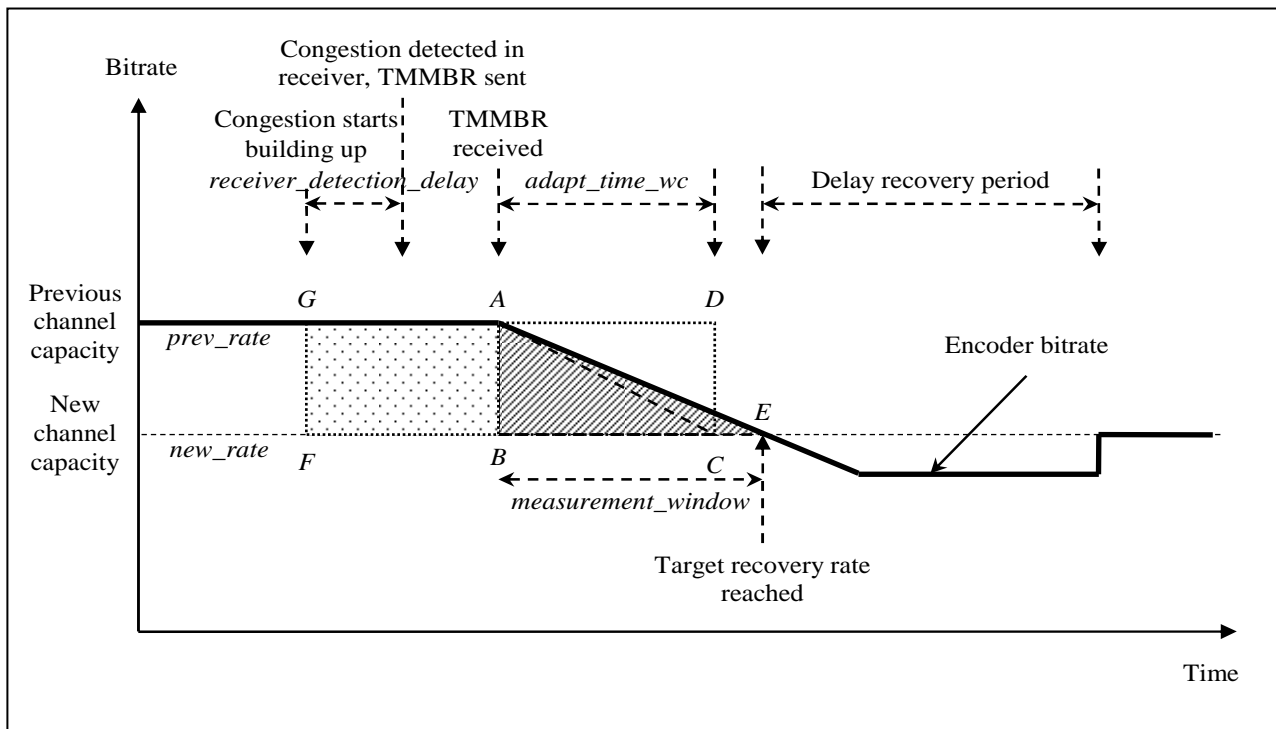 Congestion detected in
receiver, TMMBR sent
Bitrate
Congestion starts
building up
receiver_detection_delay
TMMBR
received
adapt_time_wc
Delay recovery period
Previous
channel
capacity
G
A
D
prev_rate
Encoder bitrate
New
channel
capacity
E
new_rate
F
B
C
measurement_window
Target recovery rate
reached
Time